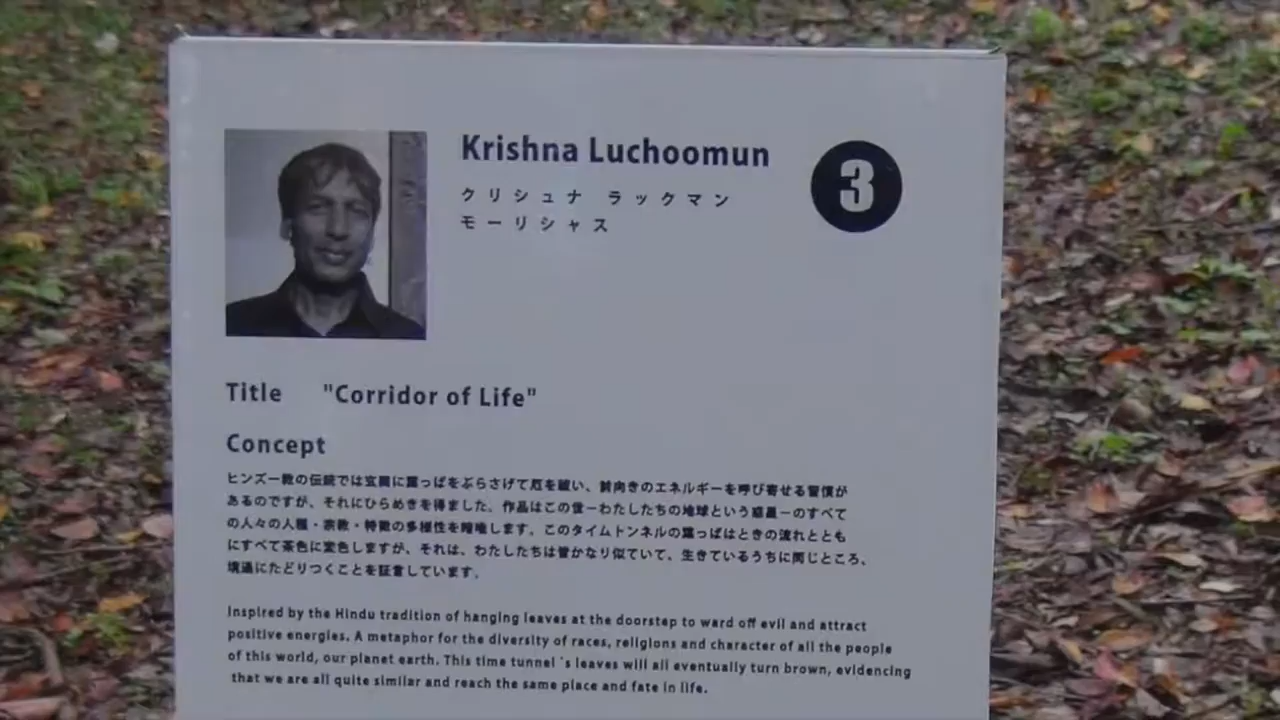 Krishna Luchoomun
3
クリシュナ ラックマン
モーリシャス
Title "Corridor of Life"
Concept
ヒンズー教の伝統では玄関に葉っぱをぶらさげて厄を祓い、前向きのエネルギーを呼び寄せる習慣が
あるのですが、それにひらめきを得ました。作品はこの世ーわたしたちの地球という惑星ーのすべて
の人々の人種・宗教・特徴の多様性を暗喩します。このタイムトンネルの葉っぱはときの流れととも
にすべて茶色に変色しますが、それは、わたしたちは皆かなり似ていて、生きているうちに同じところ、
境遇にたどりつくことを証言しています。
Inspired by the Hindu tradition of hanging leaves at the doorstep to ward off evil and attract
positive energies. A metaphor for the diversity of races, religions and character of all the people
of this world, our planet earth. This time tunnel`s leaves will all eventually turn brown, evidencing
that we are all quite similar and reach the same place and fate in life.